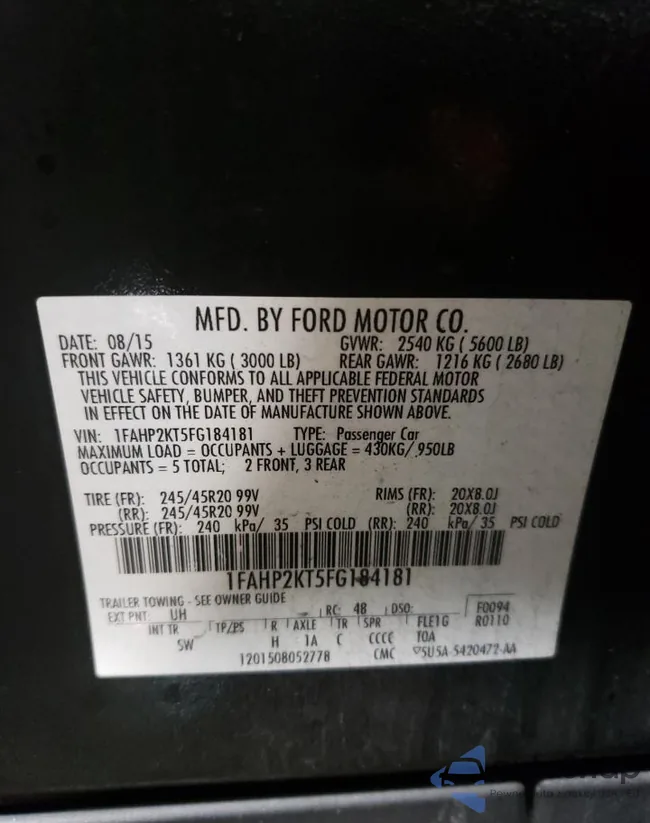 MFD. BY FORD MOTOR CO.
DATE: 08/15 GVWR: 2540 KG ( 5600 LB)
FRONT GAWR: 1361 KG ( 3000 LB) REAR GAWR: 1216 KG ( 2680 LB)
THIS VEHICLE CONFORMS TO ALL APPLICABLE FEDERAL MOTOR
VEHICLE SAFETY, BUMPER, AND THEFT PREVENTION STANDARDS
IN EFFECT ON THE DATE OF MANUFACTURE SHOWN ABOVE.
VIN: 1FAHP2KT5FG184181 TYPE: Passenger Car
MAXIMUM LOAD = OCCUPANTS + LUGGAGE = 430KG/ 950LB
OCCUPANTS = 5 TOTAL; 2 FRONT, 3 REAR
TIRE (FR): 245/45R20 99V RIMS (FR): 20X8.0J
(RR): 245/45R20 99V (RR): 20X8.0J
PRESSURE (FR): 240 kPa/ 35 PSI COLD (RR): 240 kPa/ 35 PSI COLD
1FAHP2KT5FG184181
TRAILER TOWING - SEE OWNER GUIDE
EXT PNT: UH RC: 48 DSO: F0094
R0110
INT TR TP/PS R AXLE TR SPR FLE1G
SW H 1A C CCCC TOA
1201508052778 CMC 5U5A-5420472-AA